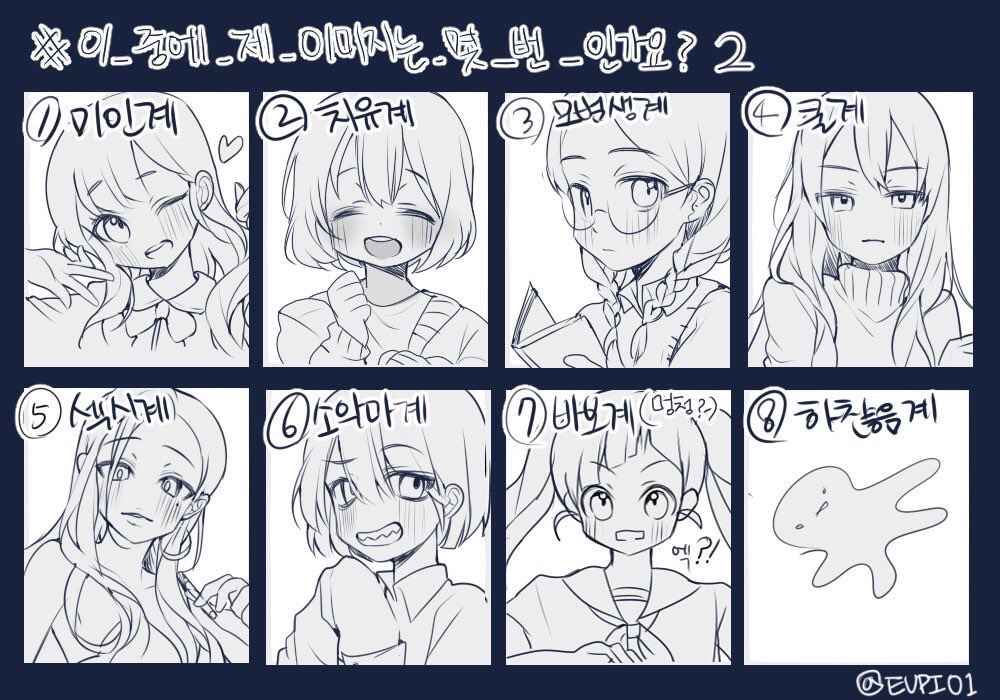 ※이_중에_제_이미지는_몇_번_인가요? 2
① 미인계
② 치유계
③ 모범생계
④ 쿨계
⑤ 섹시계
⑥ 소악마계
⑦ 바보계 (멍청?)
엑?!
⑧ 하찮음계
@EUPI01